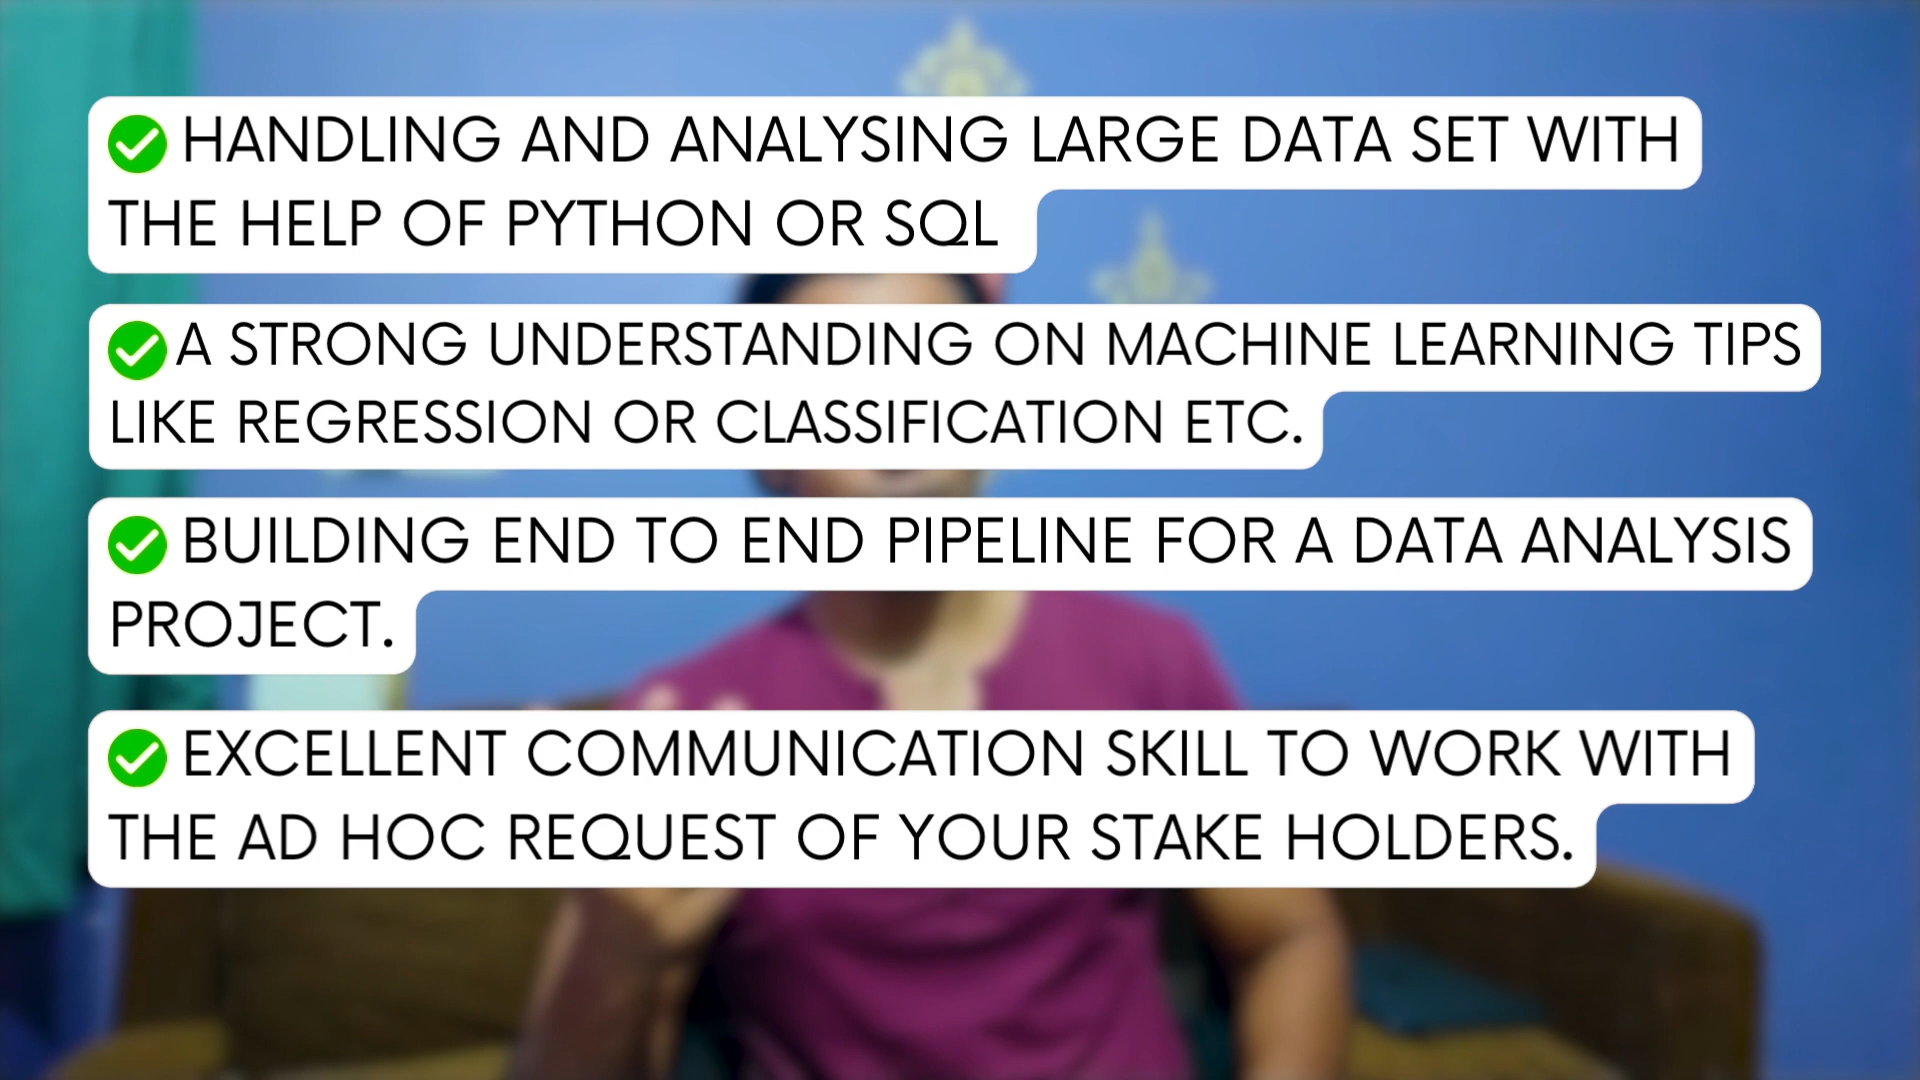 ✅ HANDLING AND ANALYSING LARGE DATA SET WITH
THE HELP OF PYTHON OR SQL
✅ A STRONG UNDERSTANDING ON MACHINE LEARNING TIPS
LIKE REGRESSION OR CLASSIFICATION ETC.
✅ BUILDING END TO END PIPELINE FOR A DATA ANALYSIS
PROJECT.
✅ EXCELLENT COMMUNICATION SKILL TO WORK WITH
THE AD HOC REQUEST OF YOUR STAKE HOLDERS.